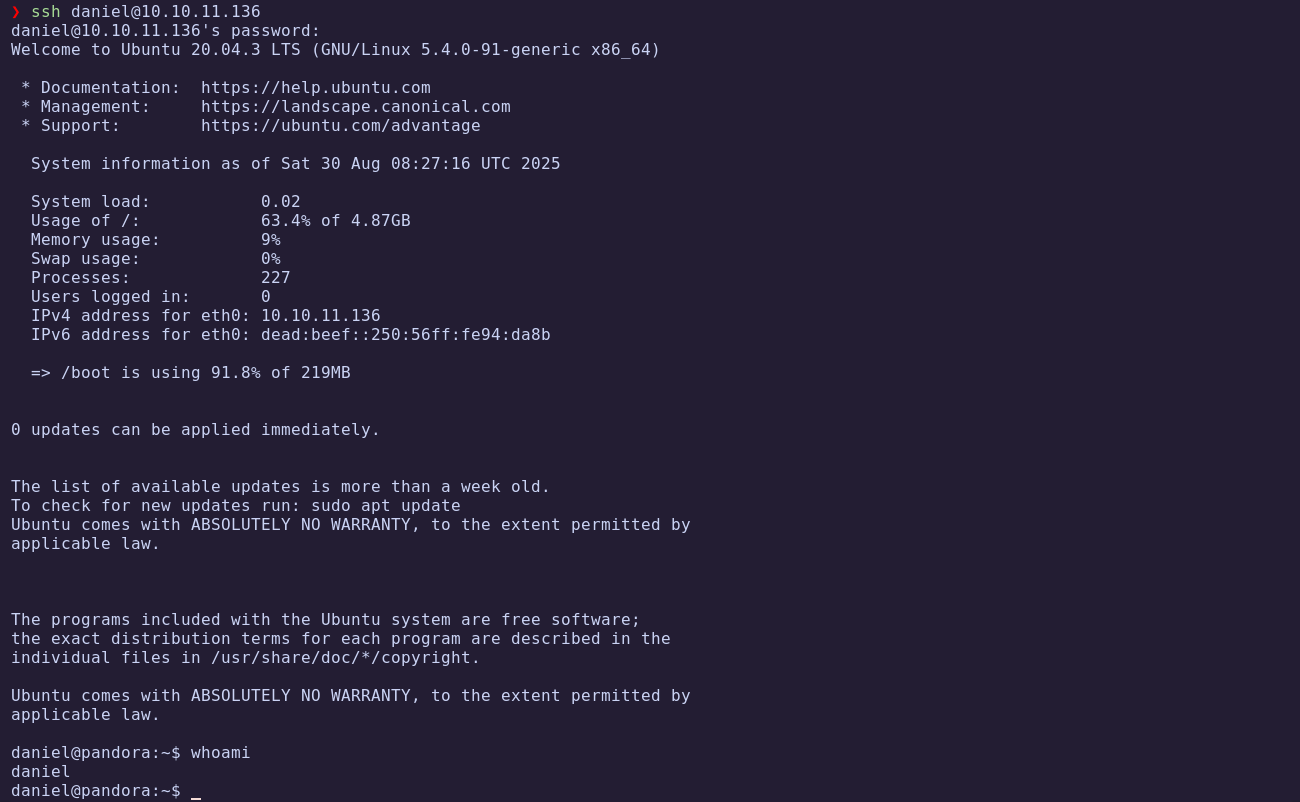 ❯ ssh daniel@10.10.11.136
daniel@10.10.11.136's password:
Welcome to Ubuntu 20.04.3 LTS (GNU/Linux 5.4.0-91-generic x86_64)
 * Documentation:  https://help.ubuntu.com
 * Management:     https://landscape.canonical.com
 * Support:        https://ubuntu.com/advantage
  System information as of Sat 30 Aug 08:27:16 UTC 2025
  System load:           0.02
  Usage of /:            63.4% of 4.87GB
  Memory usage:          9%
  Swap usage:            0%
  Processes:             227
  Users logged in:       0
  IPv4 address for eth0: 10.10.11.136
  IPv6 address for eth0: dead:beef::250:56ff:fe94:da8b
  => /boot is using 91.8% of 219MB
0 updates can be applied immediately.
The list of available updates is more than a week old.
To check for new updates run: sudo apt update
Ubuntu comes with ABSOLUTELY NO WARRANTY, to the extent permitted by
applicable law.
The programs included with the Ubuntu system are free software;
the exact distribution terms for each program are described in the
individual files in /usr/share/doc/*/copyright.
Ubuntu comes with ABSOLUTELY NO WARRANTY, to the extent permitted by
applicable law.
daniel@pandora:~$ whoami
daniel
daniel@pandora:~$ _